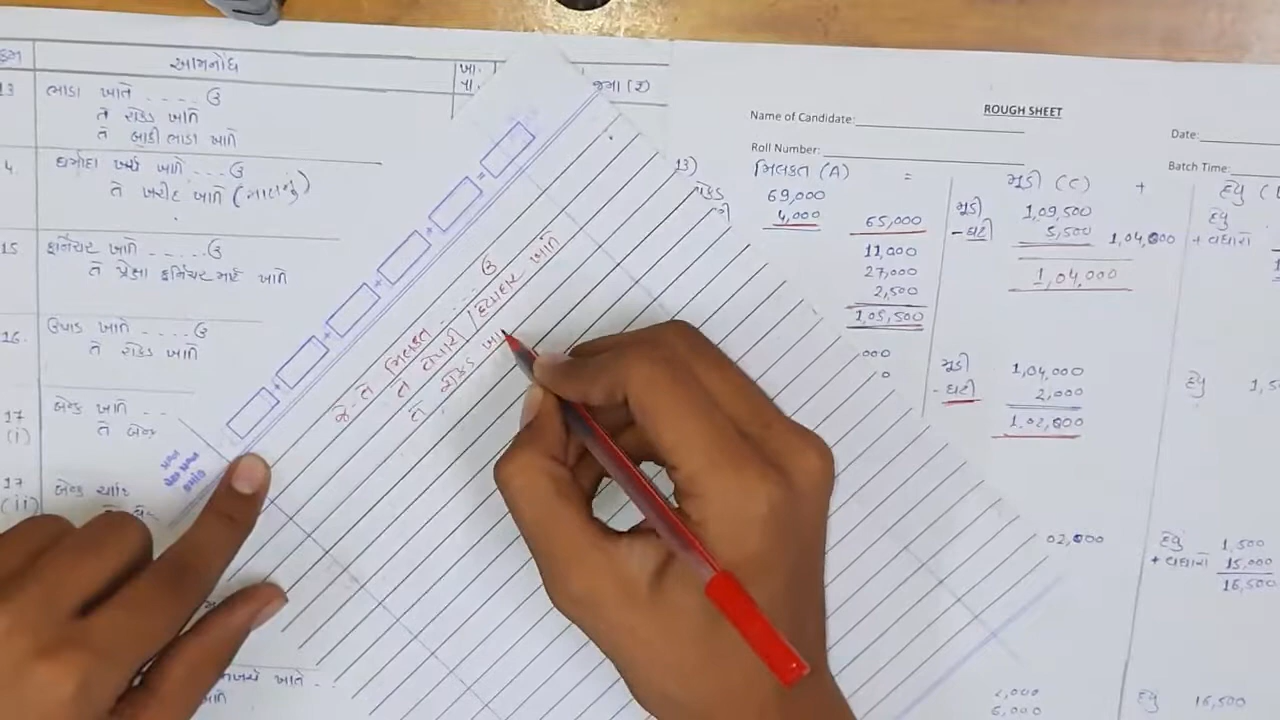 ક્રમ આમનોંધ ખા. પા. જમા (₹)
13 ભાડા ખાતે .... ઉ
તે રોકડ ખાતે
તે બાકી ભાડા ખાતે
4. ધર્માદા ખર્ચ ખાતે ...ઉ
તે ખરીદ ખાતે (માલનું)
15 ફર્નિચર ખાતે .....ઉ
તે પ્રેક્ષા ફર્નિચર માર્ટ ખાતે
16. ઉપાડ ખાતે ....ઉ
તે રોકડ ખાતે
17 (i) બેન્ક ખાતે ..
તે બેન્ક
17 (ii) બેન્ક ચાર્જ
જે તે મિલકત ..... ઉ
તે વેપારી / દેવાદાર ખાતે
તે રોકડ ખા
ROUGH SHEET
Name of Candidate:
Roll Number:
Date:
Batch Time:
13) મિલકત (A) = મૂડી (C) + દેવું (L
રોકડ 69,000
4,000 65,000
11,000
27,000
2,500
1,05,500
મૂડી 1,09,500
- ઘટી 5,500 1,04,000
1,04,000
દેવું
+ વધારો
મૂડી 1,04,000
- ઘટી 2,000
1,02,000
દેવું 1,5
02,000
દેવું 1,500
+ વધારો 15,000
16,500
ખાતે ..
2,000
6,000
દેવું 16,500